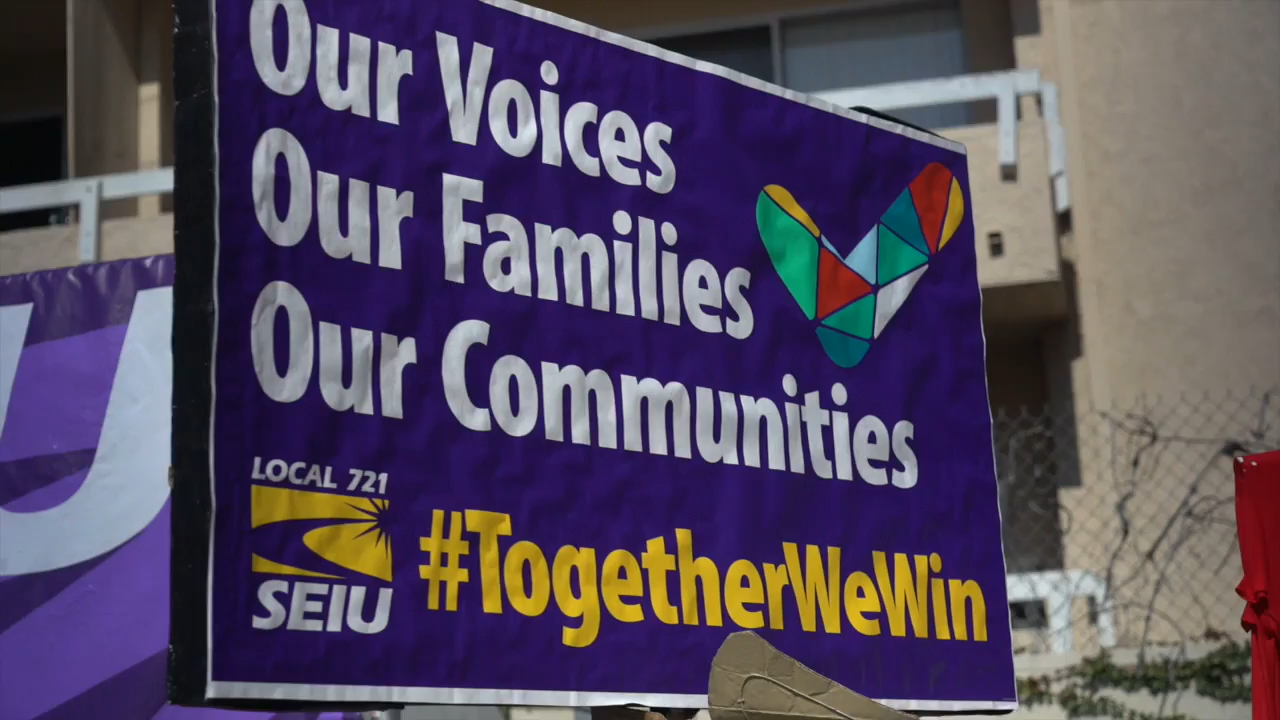 Our Voices
Our Families
Our Communities
LOCAL 721
SEIU
#TogetherWeWin